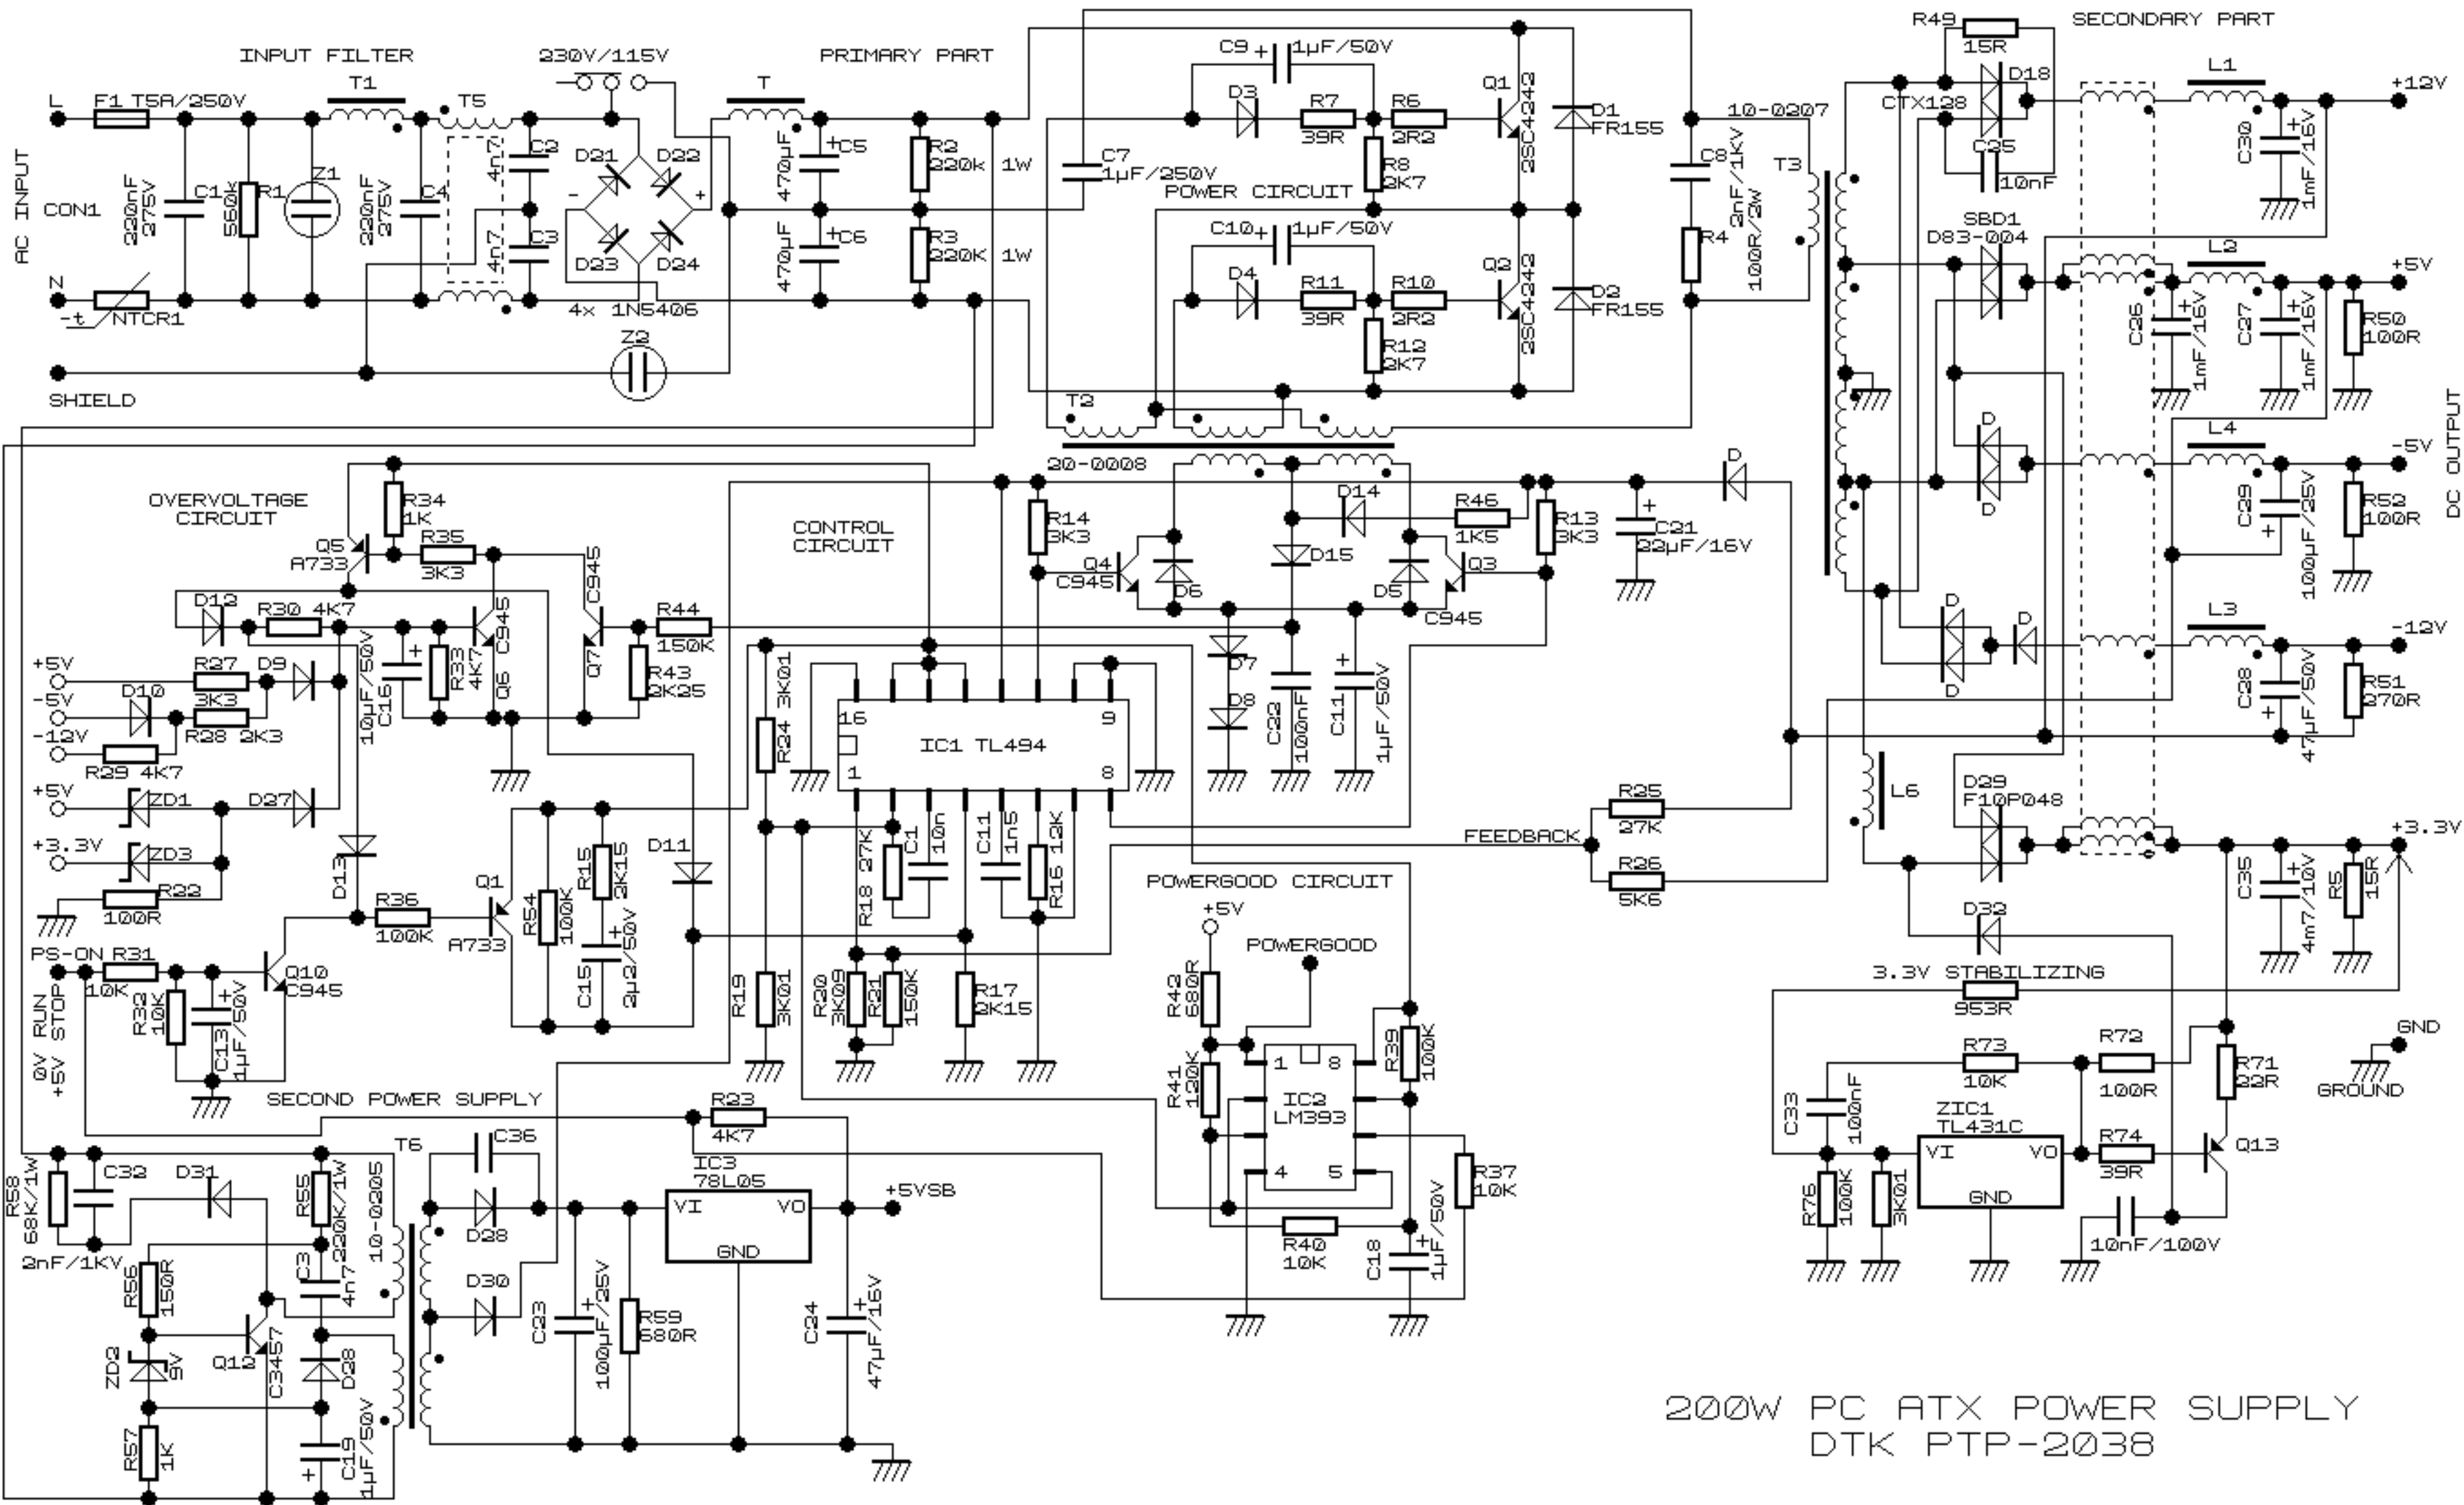 INPUT FILTER
230V/115V
PRIMARY PART
SECONDARY PART
L
F1 T5A/250V
T1
T5
T
C9
+
1µF/50V
Q1
2SC4242
D1
FR155
R49
15R
D18
CTX128
C25
10nF
L1
+12V
AC INPUT
CON1
220nF
275V
C1
560k
R1
Z1
220nF
275V
C4
4n7
C2
4n7
C3
D21
D22
D23
D24
-
+
4x 1N5406
470µF
+
C5
470µF
+
C6
R2
220k 1W
R3
220K 1W
C7
1µF/250V
D3
R7
39R
R6
2R2
R8
2K7
POWER CIRCUIT
C10
+
1µF/50V
D4
R11
39R
R10
2R2
R12
2K7
Q2
2SC4242
D2
FR155
10-0207
C8
2nF/1KV
R4
100R/2W
T3
SBD1
D83-004
C30
+
1mF/16V
L2
+5V
C26
+
1mF/16V
C27
+
1mF/16V
R50
100R
N
-t
NTCR1
SHIELD
Z2
T2
20-0008
D
D
L4
-5V
C29
+
100µF/25V
R52
100R
DC OUTPUT
OVERVOLTAGE
CIRCUIT
R34
1K
R35
3K3
Q5
A733
CONTROL
CIRCUIT
R14
3K3
Q4
C945
D6
D14
D15
R46
1K5
D5
Q3
C945
R13
3K3
+
C21
22µF/16V
D
D12
R30 4K7
C945
Q6
C945
Q7
R44
150K
R43
2K25
+5V
R27
3K3
D9
-5V
D10
R28 2K3
-12V
R29 4K7
10µF/50V
C16
+
R33
4K7
R24 3K01
16
9
IC1 TL494
1
8
D7
D8
C22
100nF
C11
+
1µF/50V
D
D
D
L3
-12V
C28
+
47µF/50V
R51
270R
+5V
ZD1
D27
+3.3V
ZD3
R22
100R
D13
R36
100K
Q1
A733
R54
100K
R15
2K15
C15
+
2µ2/50V
D11
R18 27K
C1
10n
C11
1n5
R16 12K
FEEDBACK
R25
27K
R26
5K6
L6
D29
F10P048
+3.3V
C35
+
4m7/10V
R5
15R
D32
3.3V STABILIZING
953R
PS-ON
R31
10K
0V RUN
+5V STOP
R32
10K
C13
+
1µF/50V
Q10
C945
R19
3K01
R20
3K09
R21
150K
R17
2K15
POWERGOOD CIRCUIT
+5V
POWERGOOD
R42
680R
R41
120K
1
8
IC2
LM393
4
5
R39
100K
R37
10K
R40
10K
C18
+
1µF/50V
R73
10K
R72
100R
R71
22R
GND
GROUND
C33
100nF
ZIC1
TL431C
VI
VO
GND
R74
39R
Q13
R76
100K
3K01
10nF/100V
SECOND POWER SUPPLY
R58
68K/1W
C32
2nF/1KV
D31
R55
220K/1W
T6
10-0205
C36
D28
D30
R23
4K7
IC3
78L05
VI
VO
GND
+5VSB
R56
150R
C3
4n7
ZD2
9V
Q12
C3457
D28
R57
1K
C19
+
1µF/50V
C23
+
100µF/25V
R59
680R
C24
+
47µF/16V
200W PC ATX POWER SUPPLY
DTK PTP-2038